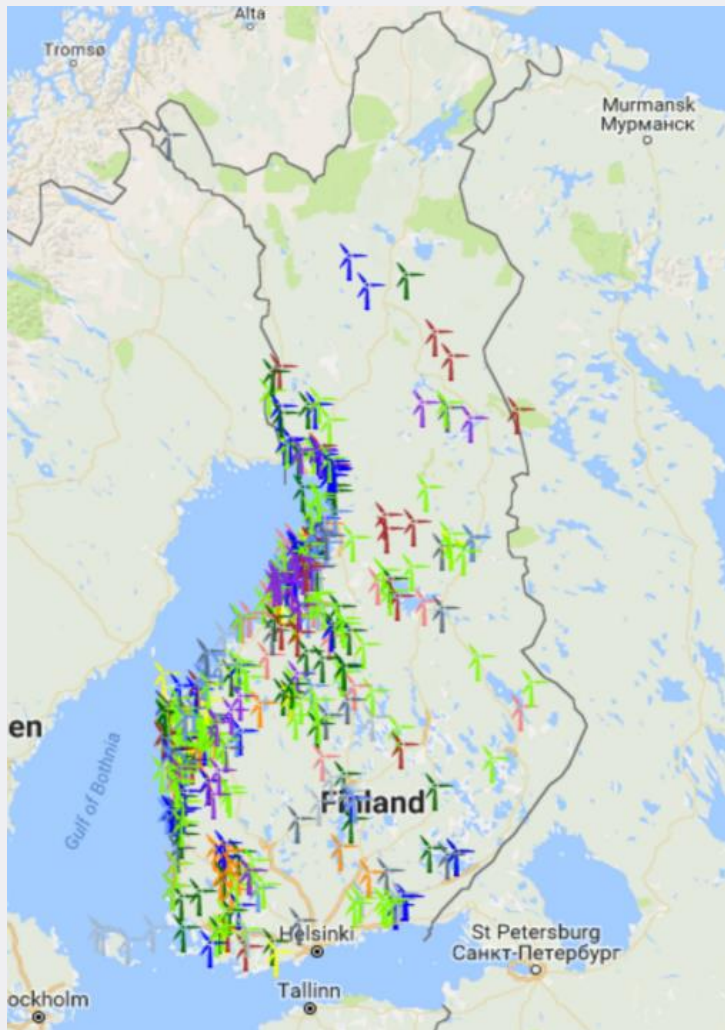 Alta
Tromsø
Murmansk
Мурманск
en
Gulf of Bothnia
Finland
Helsinki
St Petersburg
Санкт-Петербург
Tallinn
ockholm